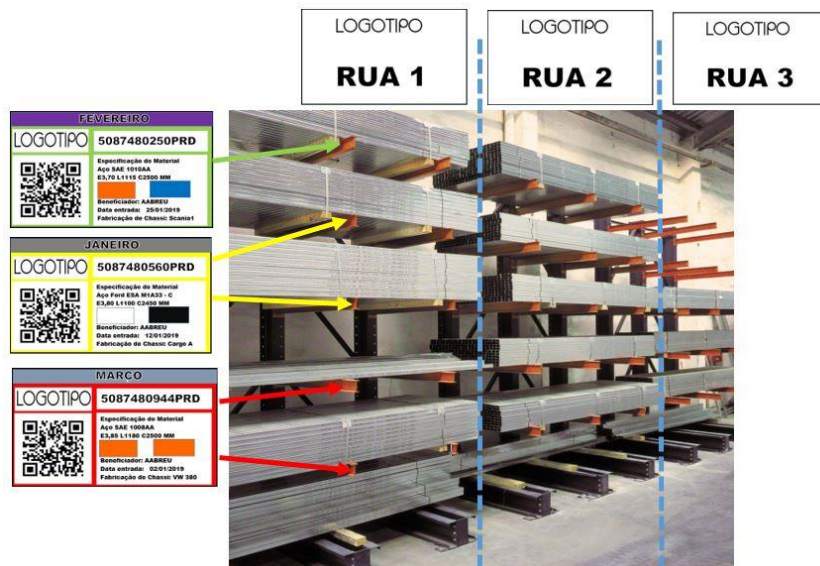 LOGOTIPO
RUA 1
LOGOTIPO
RUA 2
LOGOTIPO
RUA 3
FEVEREIRO
LOGOTIPO
5087480250PRD
Especificação do Material
Aço SAE 1010AA
E3,70 L1115 C2500 MM
Beneficiador: AABREU
Data entrada: 25/01/2019
Fabricação de Chassi: Scania1
JANEIRO
LOGOTIPO
5087480560PRD
Especificação do Material
Aço Ford ESA M1A33 - C
E3,80 L1100 C2450 MM
Beneficiador: AABREU
Data entrada: 12/01/2019
Fabricação de Chassi: Cargo A
MARÇO
LOGOTIPO
5087480944PRD
Especificação do Material
Aço SAE 1008AA
E3,85 L1180 C2500 MM
Beneficiador: AABREU
Data entrada: 02/01/2019
Fabricação de Chassi: VW 380